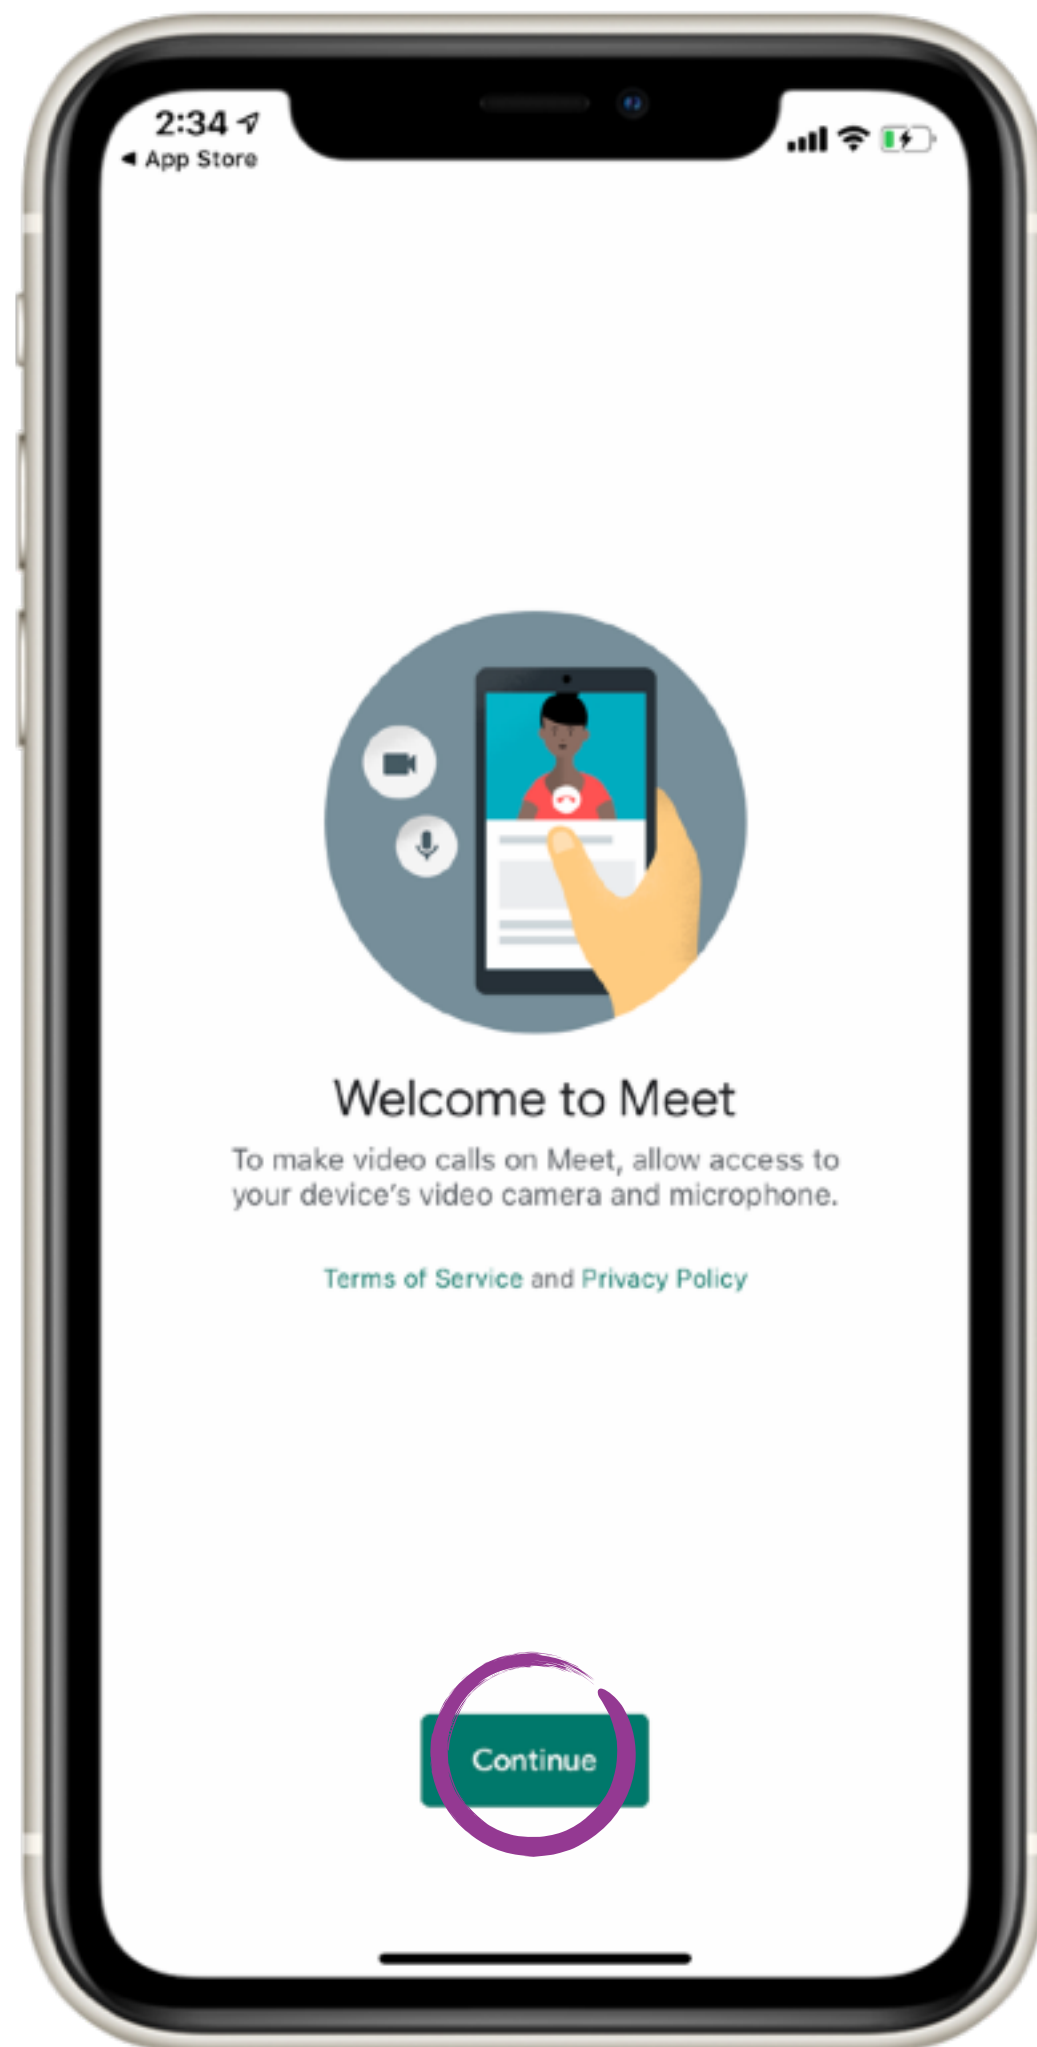 2:34
◀ App Store
Welcome to Meet
To make video calls on Meet, allow access to
your device's video camera and microphone.
Terms of Service and Privacy Policy
Continue